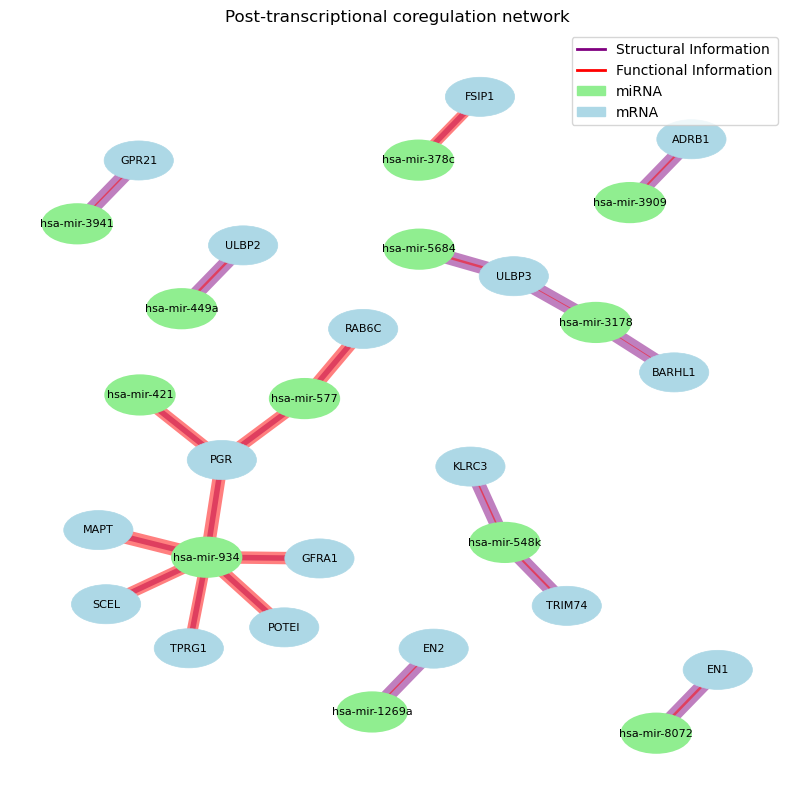 Post-transcriptional coregulation network
Structural Information
Functional Information
miRNA
mRNA
FSIP1
ADRB1
GPR21
hsa-mir-378c
hsa-mir-3909
hsa-mir-3941
ULBP2
hsa-mir-5684
ULBP3
hsa-mir-449a
hsa-mir-3178
RAB6C
BARHL1
hsa-mir-421
hsa-mir-577
PGR
KLRC3
MAPT
hsa-mir-548k
hsa-mir-934
GFRA1
SCEL
TRIM74
POTEI
TPRG1
EN2
EN1
hsa-mir-1269a
hsa-mir-8072